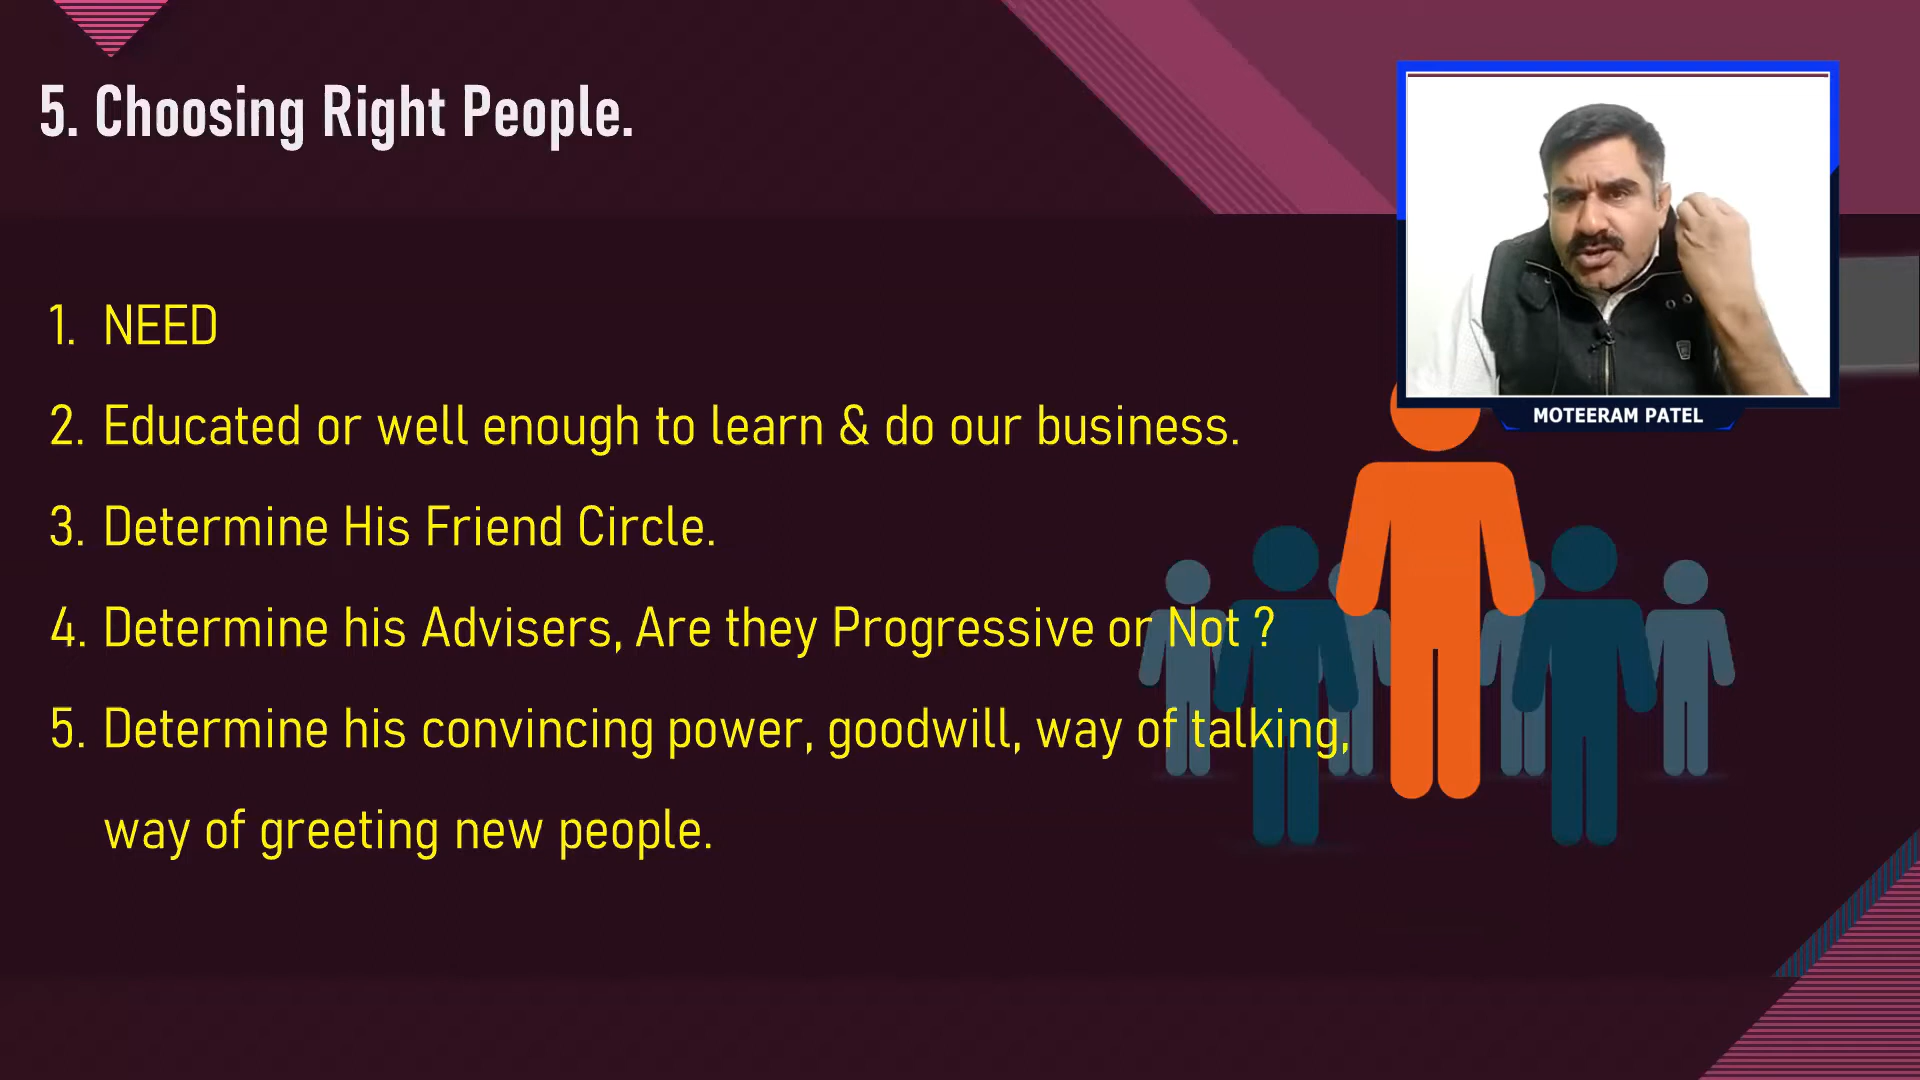 5. Choosing Right People.
1. NEED
2. Educated or well enough to learn & do our business.
3. Determine His Friend Circle.
4. Determine his Advisers, Are they Progressive or Not ?
5. Determine his convincing power, goodwill, way of talking,
way of greeting new people.
MOTEERAM PATEL